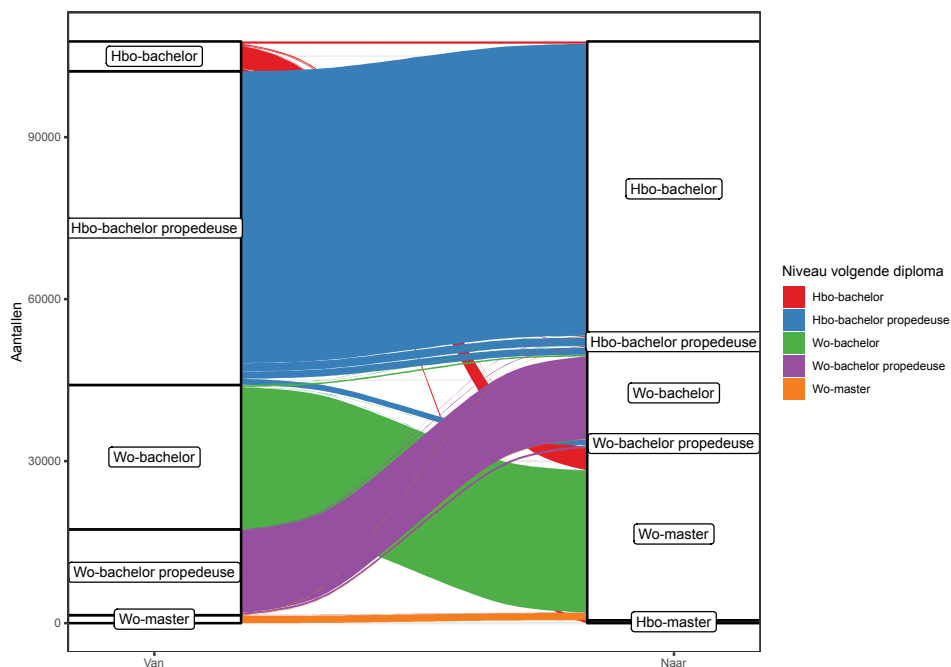 Aantallen
90000
60000
30000
0
Hbo-bachelor
Hbo-bachelor propedeuse
Wo-bachelor
Wo-bachelor propedeuse
Wo-master
Hbo-bachelor
Hbo-bachelor propedeuse
Wo-bachelor
Wo-bachelor propedeuse
Wo-master
Hbo-master
Van
Naar
Niveau volgende diploma
Hbo-bachelor
Hbo-bachelor propedeuse
Wo-bachelor
Wo-bachelor propedeuse
Wo-master